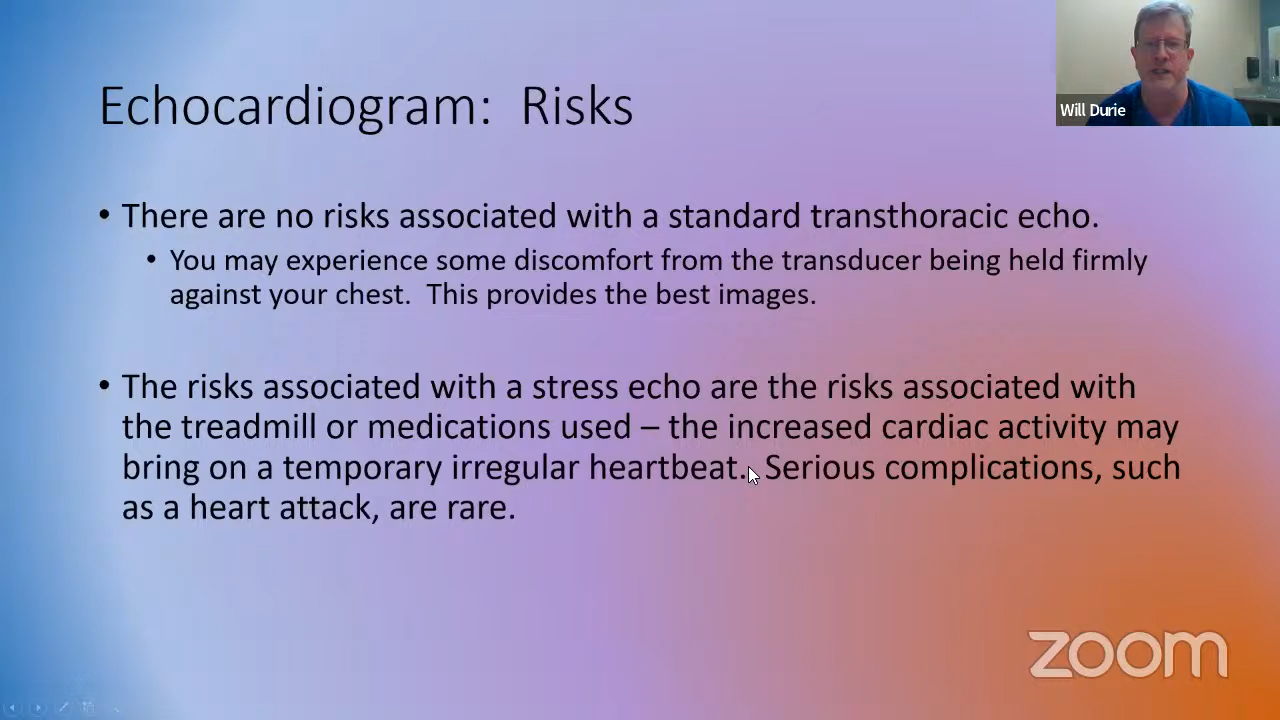 Echocardiogram:  Risks
Will Durie
• There are no risks associated with a standard transthoracic echo.
• You may experience some discomfort from the transducer being held firmly
against your chest.  This provides the best images.
• The risks associated with a stress echo are the risks associated with
the treadmill or medications used – the increased cardiac activity may
bring on a temporary irregular heartbeat.  Serious complications, such
as a heart attack, are rare.
zoom